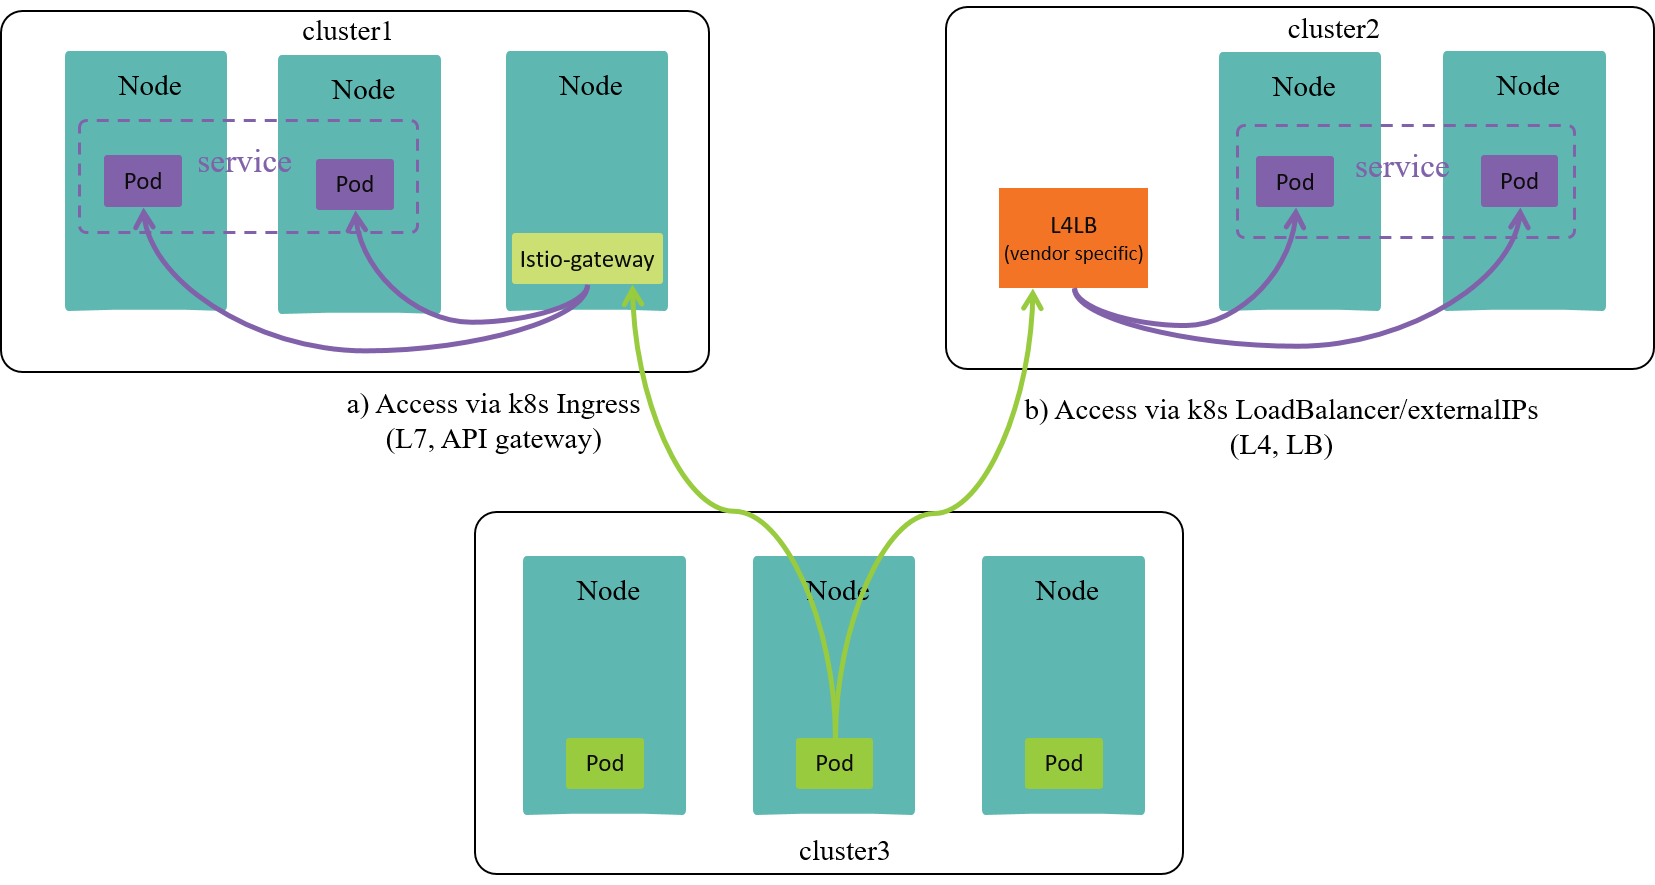 cluster1
Node
Node
Node
service
Pod
Pod
Istio-gateway
a) Access via k8s Ingress
(L7, API gateway)
cluster2
Node
Node
service
Pod
Pod
L4LB
(vendor specific)
b) Access via k8s LoadBalancer/externalIPs
(L4, LB)
Node
Node
Node
Pod
Pod
Pod
cluster3